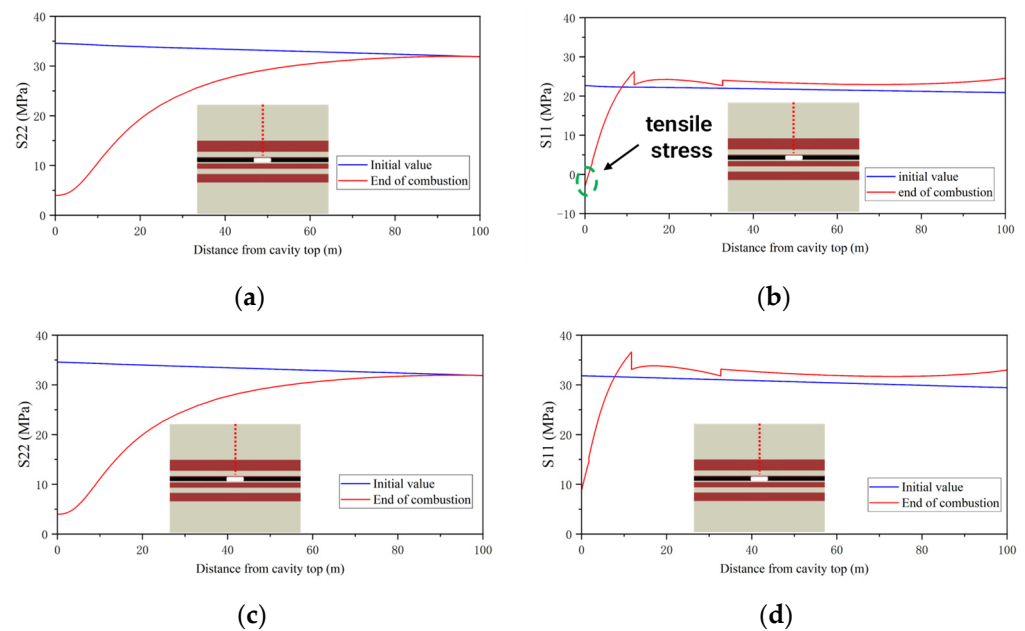 40
30
20
10
0
S22 (MPa)
Initial value
End of combustion
0 20 40 60 80 100
Distance from cavity top (m)
(a)
40
30
20
10
0
-10
S11 (MPa)
tensile
stress
initial value
end of combustion
0 20 40 60 80 100
Distance from cavity top (m)
(b)
40
30
20
10
0
S22 (MPa)
Initial value
End of combustion
0 20 40 60 80 100
Distance from cavity top (m)
(c)
40
30
20
10
0
S11 (MPa)
Initial value
End of combustion
0 20 40 60 80 100
Distance from cavity top (m)
(d)